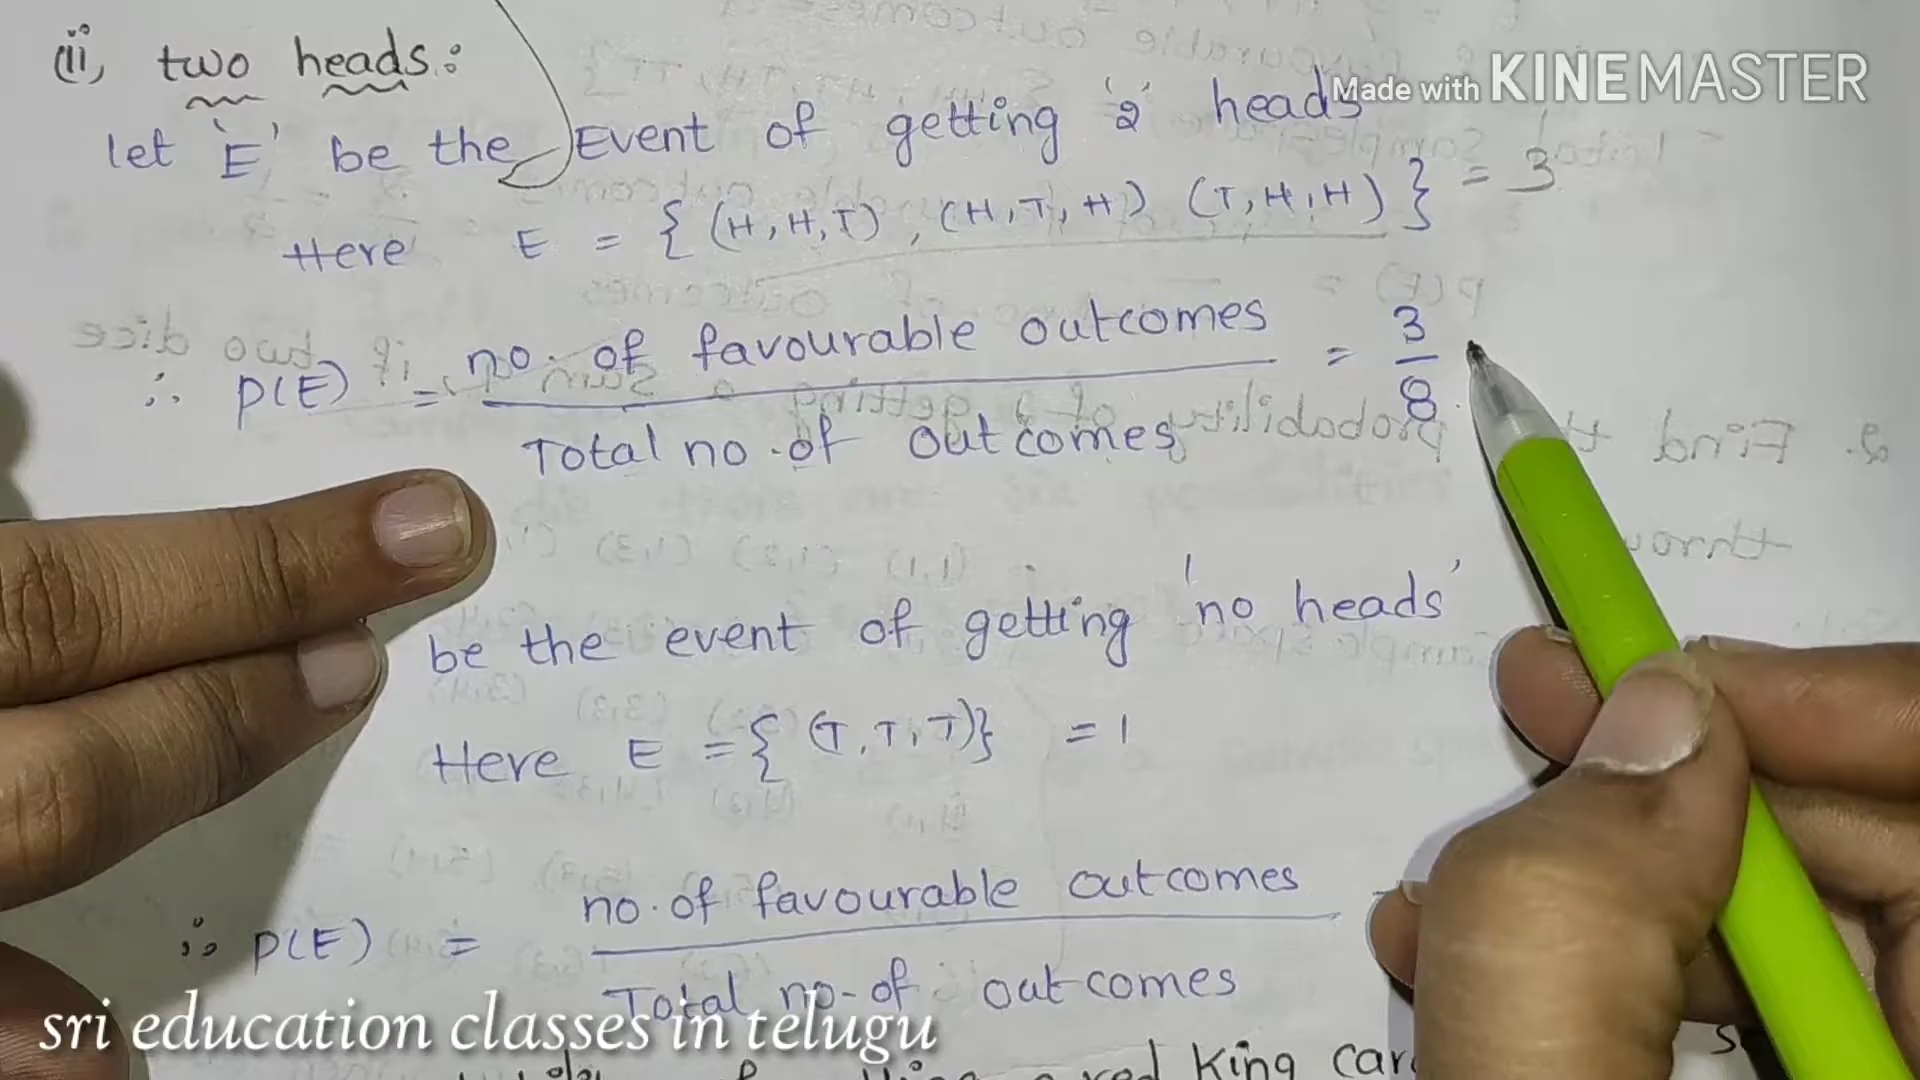 (ii) two heads:
Made with KINEMASTER
let 'E' be the Event of getting '2' heads
Here E = { (H,H,T), (H,T,H) (T,H,H) } = 3
∴ P(E) = no. of favourable outcomes / Total no. of outcomes = 3/8
be the event of getting 'no heads'
Here E = { (T,T,T)} = 1
∴ P(E) = no. of favourable outcomes / Total no. of outcomes
sri education classes in telugu
red King car